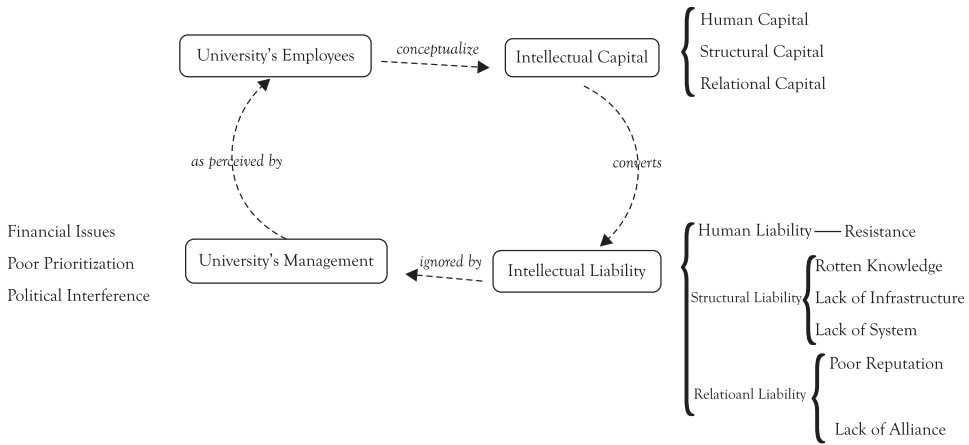 University's Employees
conceptualize
Intellectual Capital
Human Capital
Structural Capital
Relational Capital
as perceived by
converts
Financial Issues
Poor Prioritization
Political Interference
University's Management
ignored by
Intellectual Liability
Human Liability
Resistance
Structural Liability
Rotten Knowledge
Lack of Infrastructure
Lack of System
Relatioanl Liability
Poor Reputation
Lack of Alliance